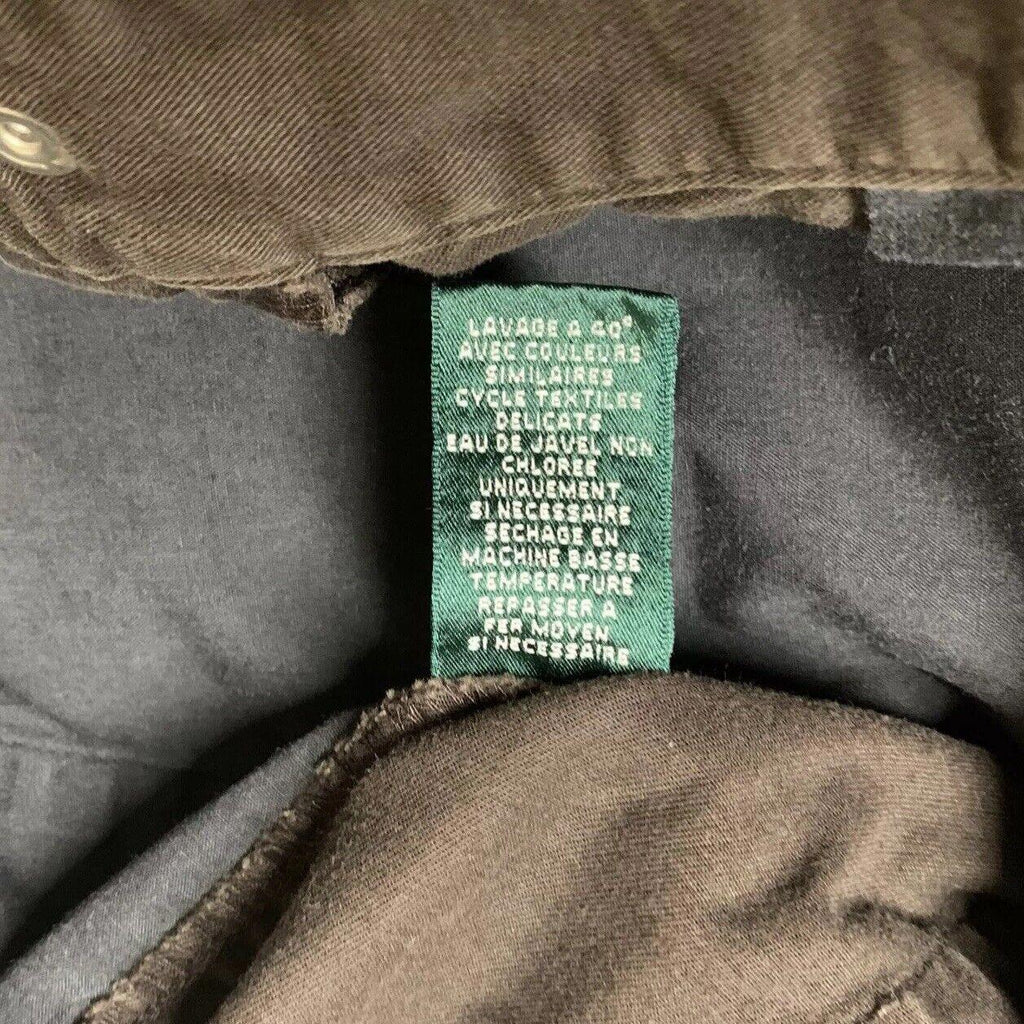 LAVAGE A 40°
AVEC COULEURS
SIMILAIRES
CYCLE TEXTILES
DELICATS
EAU DE JAVEL NON
CHLOREE
UNIQUEMENT
SI NECESSAIRE
SECHAGE EN
MACHINE BASSE
TEMPERATURE
REPASSER A
FER MOYEN
SI NECESSAIRE